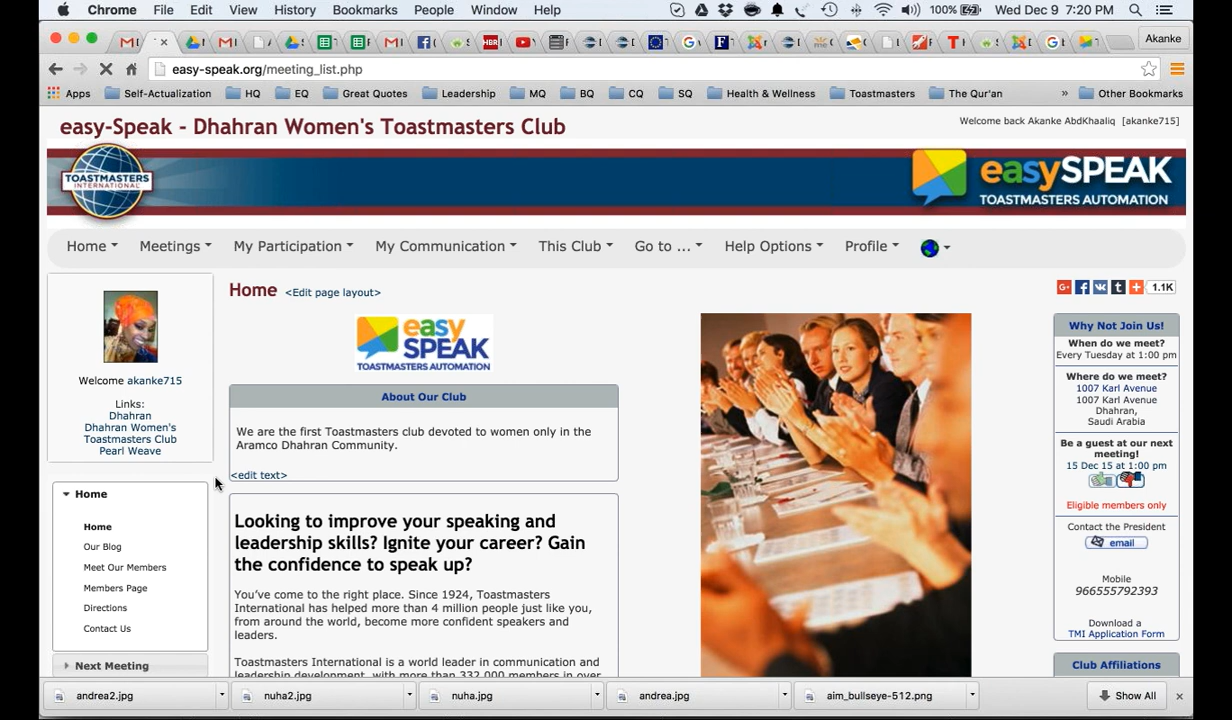 Chrome File Edit View History Bookmarks People Window Help 100% Wed Dec 9 7:20 PM
Akanke
easy-speak.org/meeting_list.php
Apps Self-Actualization HQ EQ Great Quotes Leadership MQ BQ CQ SQ Health & Wellness Toastmasters The Qur'an » Other Bookmarks
easy-Speak - Dhahran Women's Toastmasters Club
Welcome back Akanke AbdKhaaliq [akanke715]
TOASTMASTERS
INTERNATIONAL
easySPEAK
TOASTMASTERS AUTOMATION
Home Meetings My Participation My Communication This Club Go to ... Help Options Profile
Welcome akanke715
Links:
Dhahran
Dhahran Women's
Toastmasters Club
Pearl Weave
Home
Home
Our Blog
Meet Our Members
Members Page
Directions
Contact Us
Next Meeting
Home <Edit page layout>
easy
SPEAK
TOASTMASTERS AUTOMATION
About Our Club
We are the first Toastmasters club devoted to women only in the
Aramco Dhahran Community.
<edit text>
Looking to improve your speaking and
leadership skills? Ignite your career? Gain
the confidence to speak up?
You've come to the right place. Since 1924, Toastmasters
International has helped more than 4 million people just like you,
from around the world, become more confident speakers and
leaders.
Toastmasters International is a world leader in communication and
leadership development, with more than 332,000 members in over
1.1K
Why Not Join Us!
When do we meet?
Every Tuesday at 1:00 pm
Where do we meet?
1007 Karl Avenue
1007 Karl Avenue
Dhahran,
Saudi Arabia
Be a guest at our next
meeting!
15 Dec 15 at 1:00 pm
Eligible members only
Contact the President
email
Mobile
966555792393
Download a
TMI Application Form
Club Affiliations
andrea2.jpg nuha2.jpg nuha.jpg andrea.jpg aim_bullseye-512.png Show All